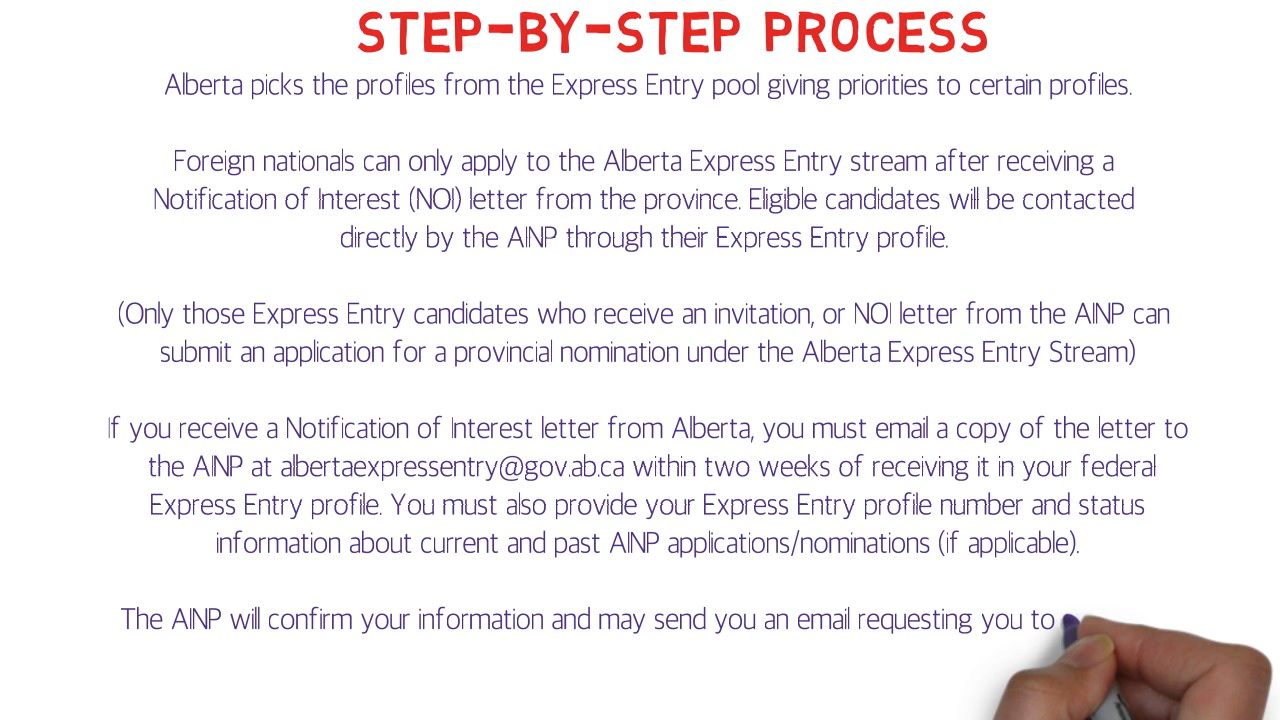 STEP-BY-STEP PROCESS
Alberta picks the profiles from the Express Entry pool giving priorities to certain profiles.
Foreign nationals can only apply to the Alberta Express Entry stream after receiving a
Notification of Interest (NOI) letter from the province. Eligible candidates will be contacted
directly by the AINP through their Express Entry profile.
(Only those Express Entry candidates who receive an invitation, or NOI letter from the AINP can
submit an application for a provincial nomination under the Alberta Express Entry Stream)
If you receive a Notification of Interest letter from Alberta, you must email a copy of the letter to
the AINP at albertaexpressentry@gov.ab.ca within two weeks of receiving it in your federal
Express Entry profile. You must also provide your Express Entry profile number and status
information about current and past AINP applications/nominations (if applicable).
The AINP will confirm your information and may send you an email requesting you to